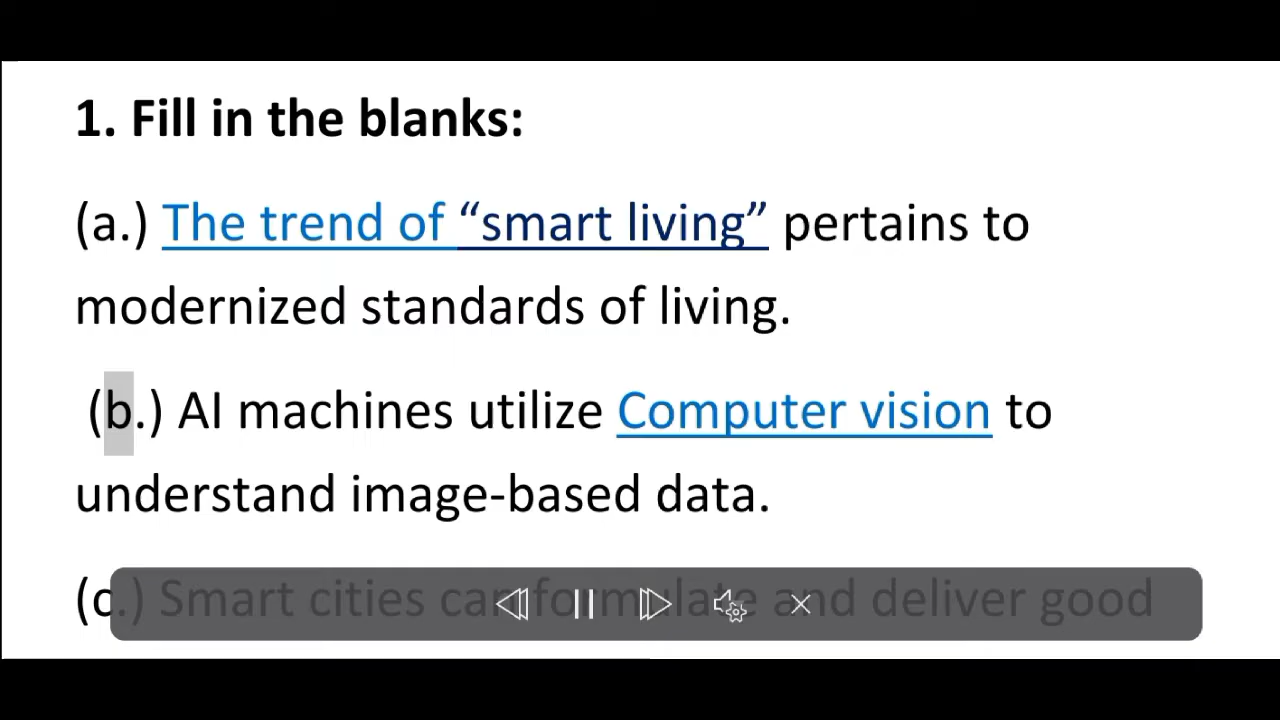 1. Fill in the blanks:
(a.) The trend of “smart living” pertains to
modernized standards of living.
(b.) AI machines utilize Computer vision to
understand image-based data.
(c.) Smart cities can formulate and deliver good